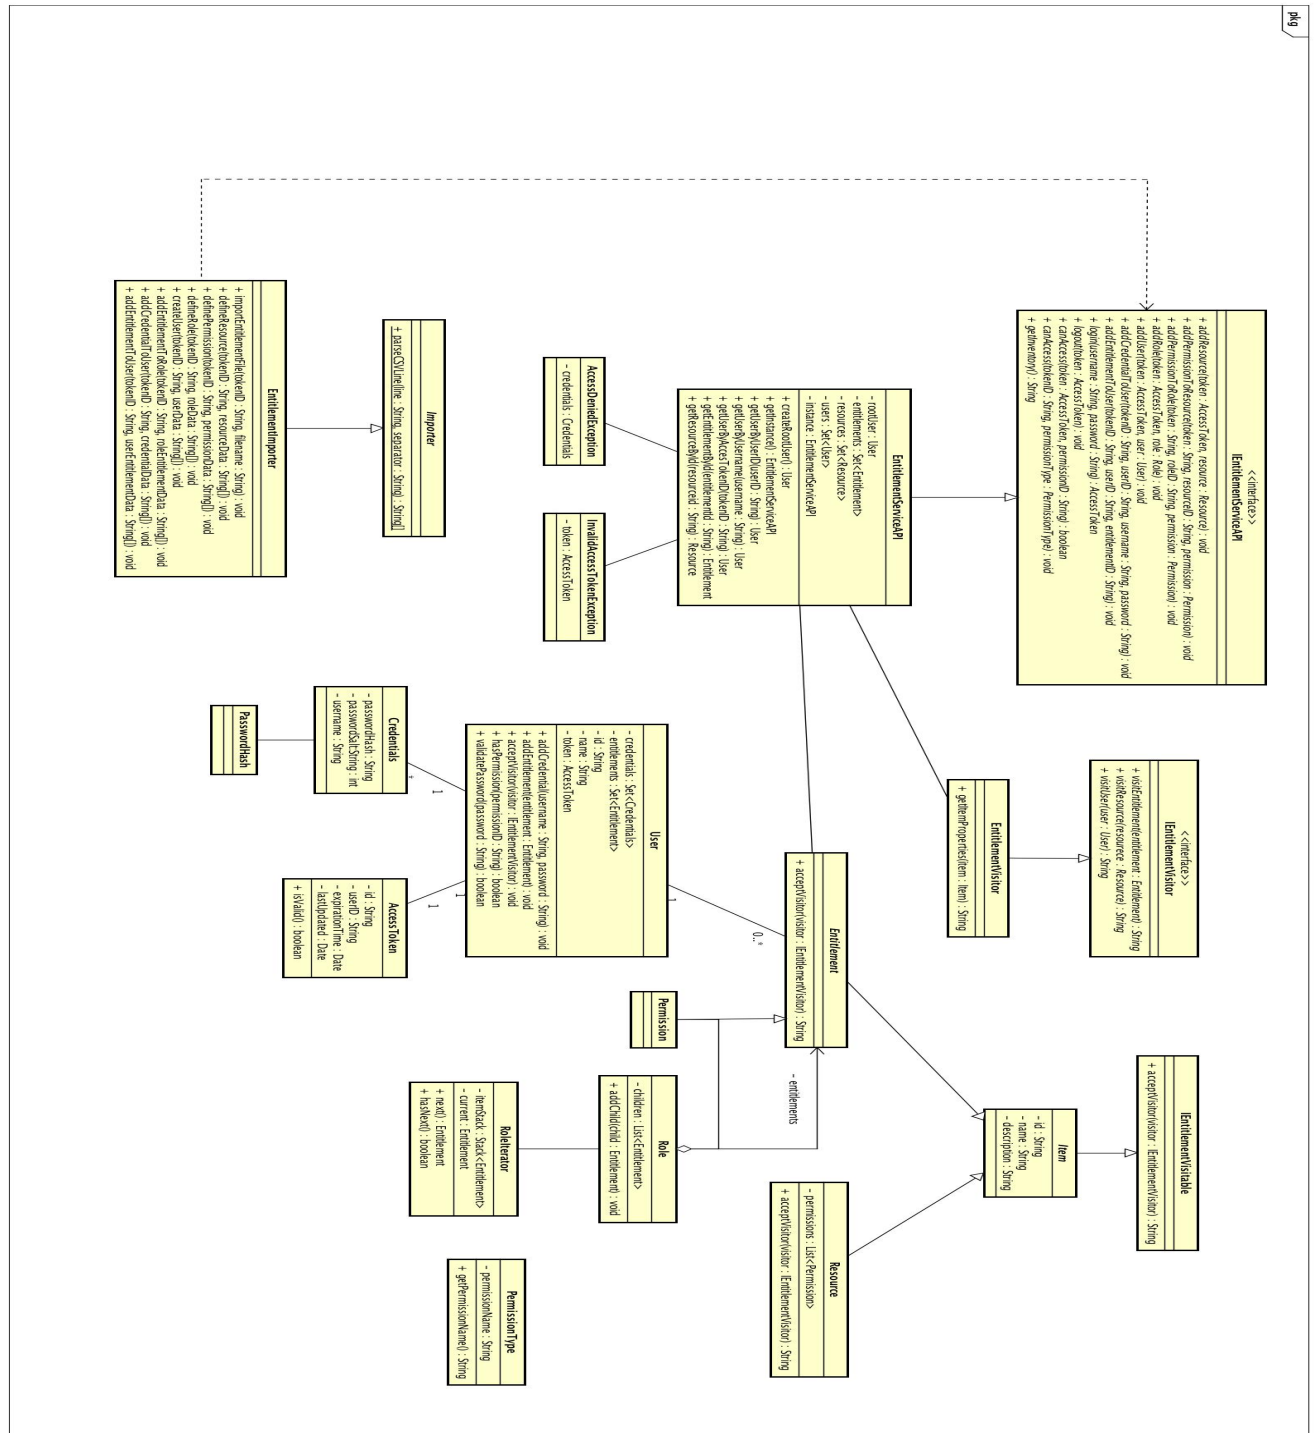 pkg
<<interface>>
IEntitlementServiceAPI
+ addResource(token : AccessToken, resource : Resource) : void
+ addPermissionToResource(token : String, resourceID : String, permission : Permission) : void
+ addPermissionToRole(token : String, roleID : String, permission : Permission) : void
+ addRole(token : AccessToken, role : Role) : void
+ addUser(token : AccessToken, user : User) : void
+ addCredentialToUser(tokenID : String, userID : String, username : String, password : String) : void
+ addEntitlementToUser(tokenID : String, userID : String, entitlementID : String) : void
+ login(username : String, password : String) : AccessToken
+ logout(token : AccessToken) : void
+ canAccess(token : AccessToken, permissionID : String) : boolean
+ canAccess(tokenID : String, permissionType : PermissionType) : void
+ getInventory() : String
<<interface>>
IEntitlementVisitor
+ visitEntitlement(entitlement : Entitlement) : String
+ visitResource(resourece : Resource) : String
+ visitUser(user : User) : String
IEntitlementVisitable
+ acceptVisitor(visitor : IEntitlementVisitor) : String
EntitlementServiceAPI
- rootUser : User
- entitlements : Set<Entitlement>
- resources : Set<Resource>
- users : Set<User>
- instance : EntitlementServiceAPI
+ createRootUser() : User
+ getInstance() : EntitlementServiceAPI
+ getUserByUserID(userID : String) : User
+ getUserByUsername(username : String) : User
+ getUserByAccesTokenID(tokenID : String) : User
+ getEntitlementById(entitlementId : String) : Entitlement
+ getResourceById(resourceId : String) : Resource
EntitlementVisitor
+ getItemProperties(item : Item) : String
Item
- id : String
- name : String
- description : String
Entitlement
+ acceptVisitor(visitor : IEntitlementVisitor) : String
Resource
- permissions : List<Permission>
+ acceptVisitor(visitor : IEntitlementVisitor) : String
0..*
1
- entitlements
AccessDeniedException
- credentials : Credentials
InvalidAccessTokenException
- token : AccessToken
User
- credentials : Set<Credentials>
- entitlements : Set<Entitlement>
- id : String
- name : String
- token : AccessToken
+ addCredential(username : String, password : String) : void
+ addEntitlement(entitlement : Entitlement) : void
+ acceptVisitor(visitor : IEntitlementVisitor) : void
+ hasPermission(permissionID : String) : boolean
+ validatePassword(password : String) : boolean
Permission
Role
- children : List<Entitlement>
+ addChild(child : Entitlement) : void
Importer
+ parseCSVLine(line : String, separator : String) : String[]
1
*
1
1
Credentials
- passwordHash : String
- passwordSalt:String : int
- username : String
AccessToken
- id : String
- userID : String
- expirationTime : Date
- lastUpdated : Date
+ isValid() : boolean
RoleIterator
- itemStack : Stack<Entitlement>
- current : Entitlement
+ next() : Entitlement
+ hasNext() : boolean
PermissionType
- permissionName : String
+ getPermissionName() : String
EntitlementImporter
+ importEntitlementFile(tokenID : String, filename : String) : void
+ defineResource(tokenID : String, resourceData : String[]) : void
+ definePermission(tokenID : String, permissionData : String[]) : void
+ defineRole(tokenID : String, roleData : String[]) : void
+ createUser(tokenID : String, userData : String[]) : void
+ addEntitlementToRole(tokenID : String, roleEntitlementData : String[]) : void
+ addCredentialToUser(tokenID : String, credentialData : String[]) : void
+ addEntitlementToUser(tokenID : String, userEntitlementData : String[]) : void
PasswordHash